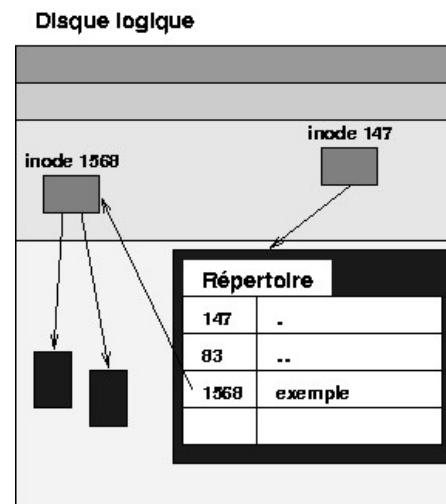 Disque logique
inode 147
inode 1568
Répertoire
147 .
83 ..
1568 exemple